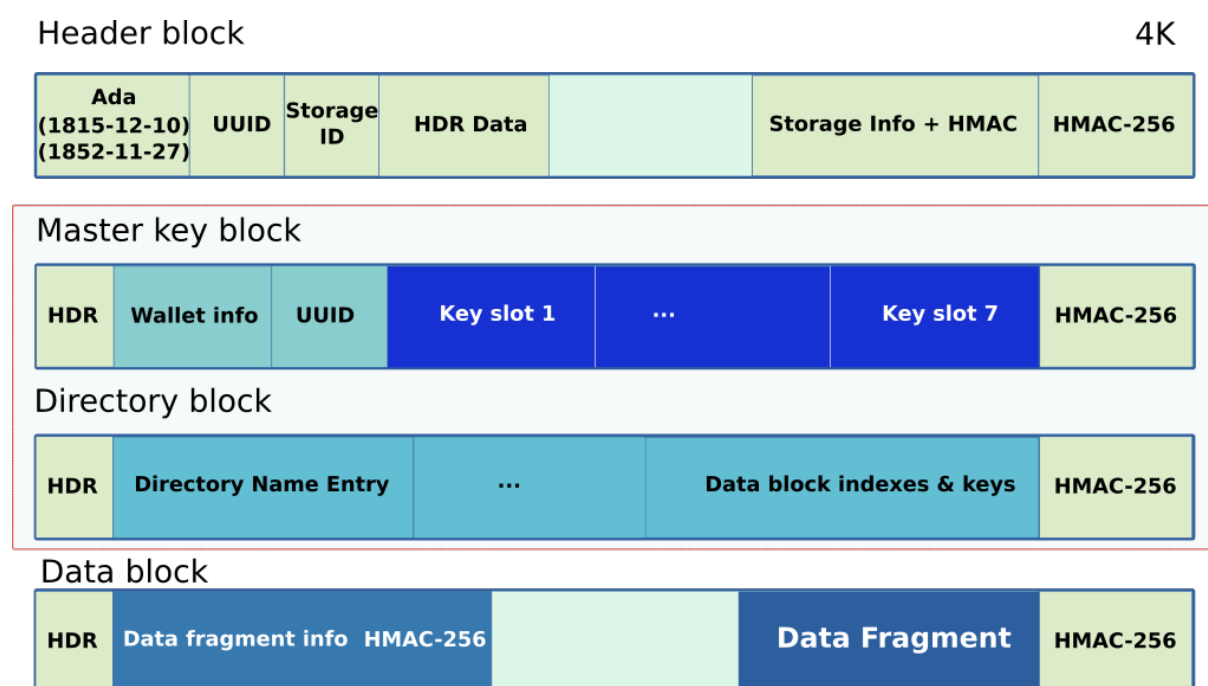 Header block 4K
Ada
(1815-12-10)
(1852-11-27)
UUID
Storage
ID
HDR Data
Storage Info + HMAC
HMAC-256
Master key block
HDR
Wallet info
UUID
Key slot 1
...
Key slot 7
HMAC-256
Directory block
HDR
Directory Name Entry
...
Data block indexes & keys
HMAC-256
Data block
HDR
Data fragment info HMAC-256
Data Fragment
HMAC-256